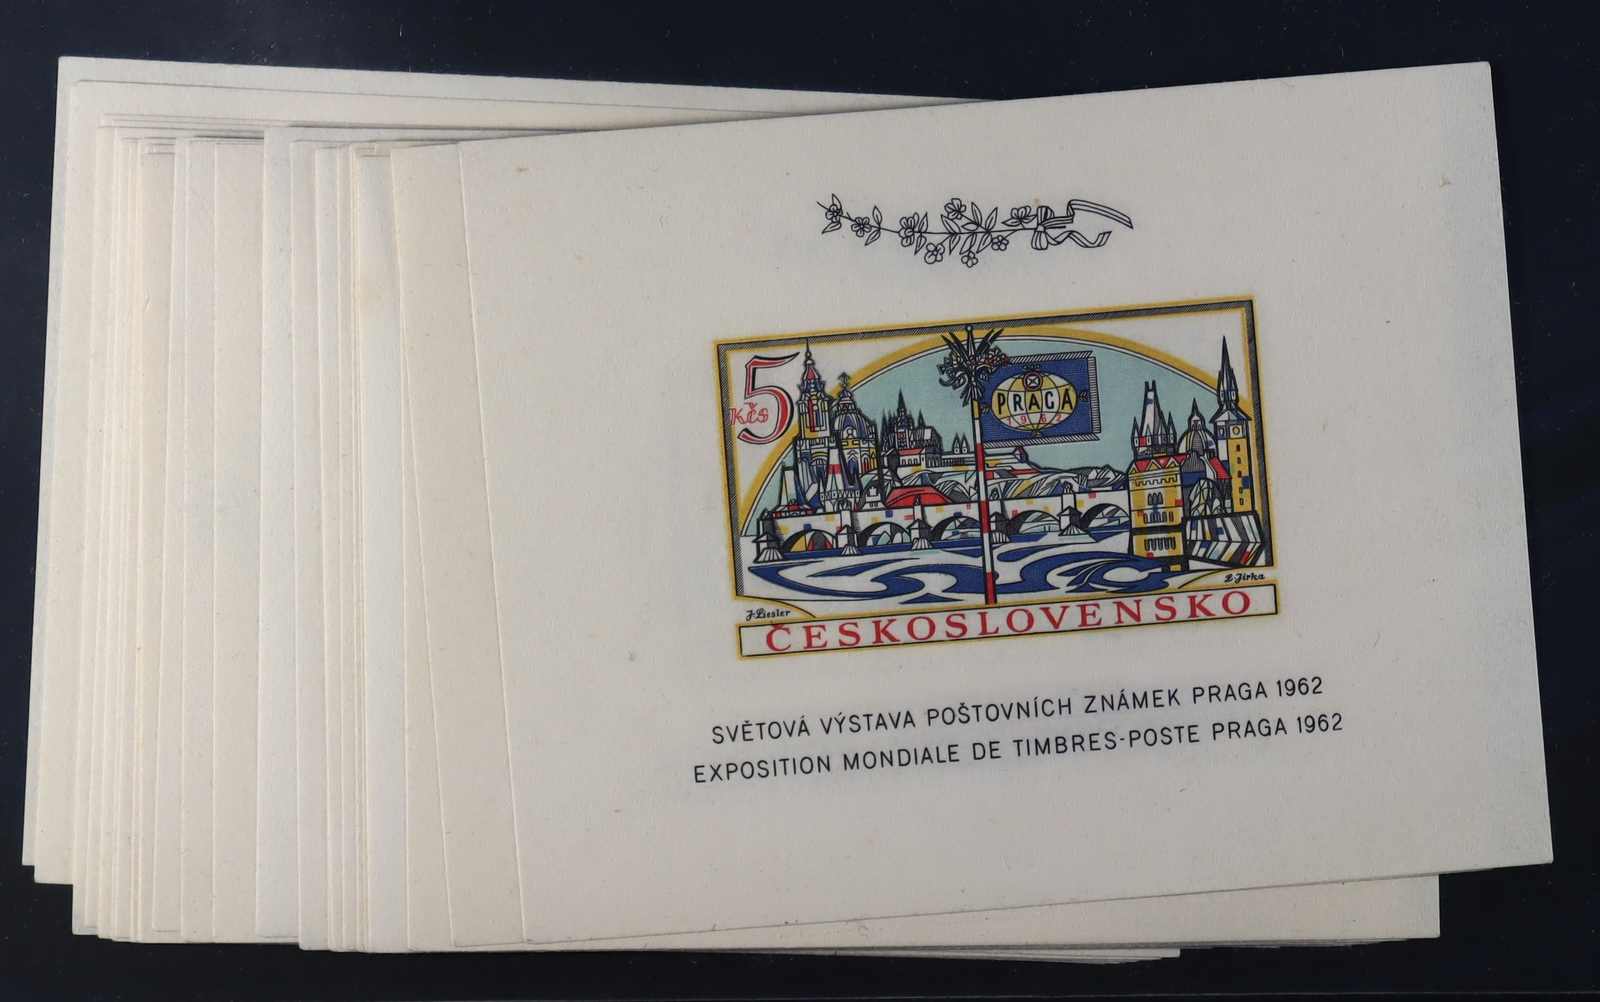 5
Kčs
PRAGA
1962
J. Liesler
L. Jirka
ČESKOSLOVENSKO
SVĚTOVÁ VÝSTAVA POŠTOVNÍCH ZNÁMEK PRAGA 1962
EXPOSITION MONDIALE DE TIMBRES-POSTE PRAGA 1962